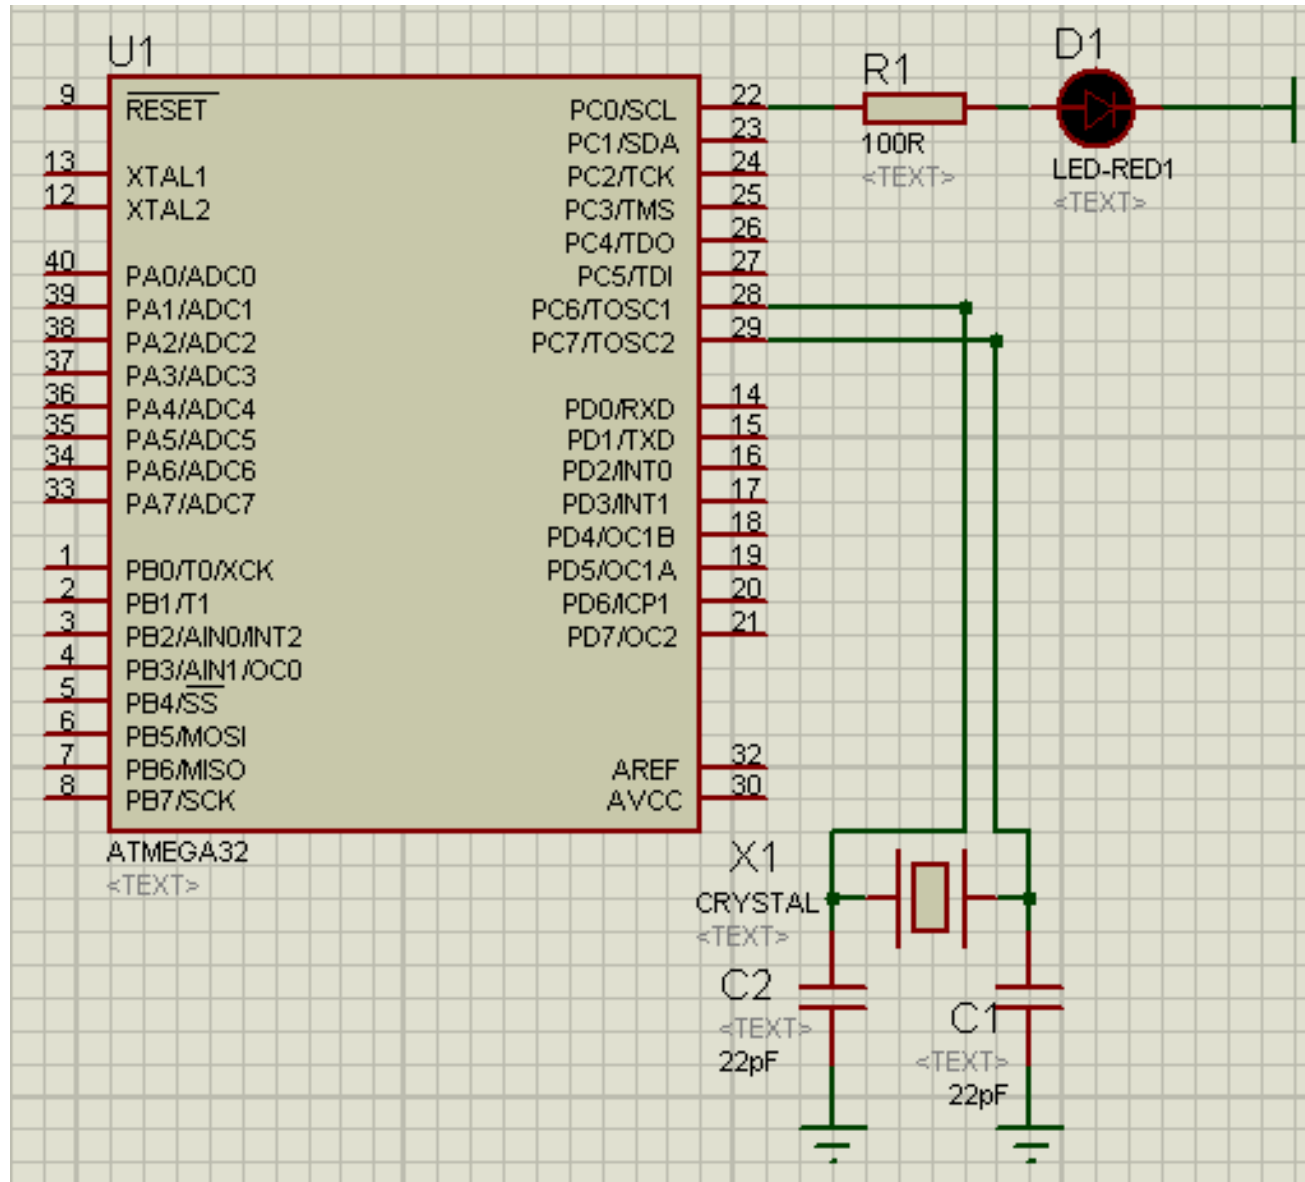 U1
9 RESET
13 XTAL1
12 XTAL2
40 PA0/ADC0
39 PA1/ADC1
38 PA2/ADC2
37 PA3/ADC3
36 PA4/ADC4
35 PA5/ADC5
34 PA6/ADC6
33 PA7/ADC7
1 PB0/T0/XCK
2 PB1/T1
3 PB2/AIN0/INT2
4 PB3/AIN1/OC0
5 PB4/SS
6 PB5/MOSI
7 PB6/MISO
8 PB7/SCK
PC0/SCL 22
PC1/SDA 23
PC2/TCK 24
PC3/TMS 25
PC4/TDO 26
PC5/TDI 27
PC6/TOSC1 28
PC7/TOSC2 29
PD0/RXD 14
PD1/TXD 15
PD2/INT0 16
PD3/INT1 17
PD4/OC1B 18
PD5/OC1A 19
PD6/ICP1 20
PD7/OC2 21
AREF 32
AVCC 30
ATMEGA32
<TEXT>
R1
100R
<TEXT>
D1
LED-RED1
<TEXT>
X1
CRYSTAL
<TEXT>
C2
<TEXT>
22pF
C1
<TEXT>
22pF